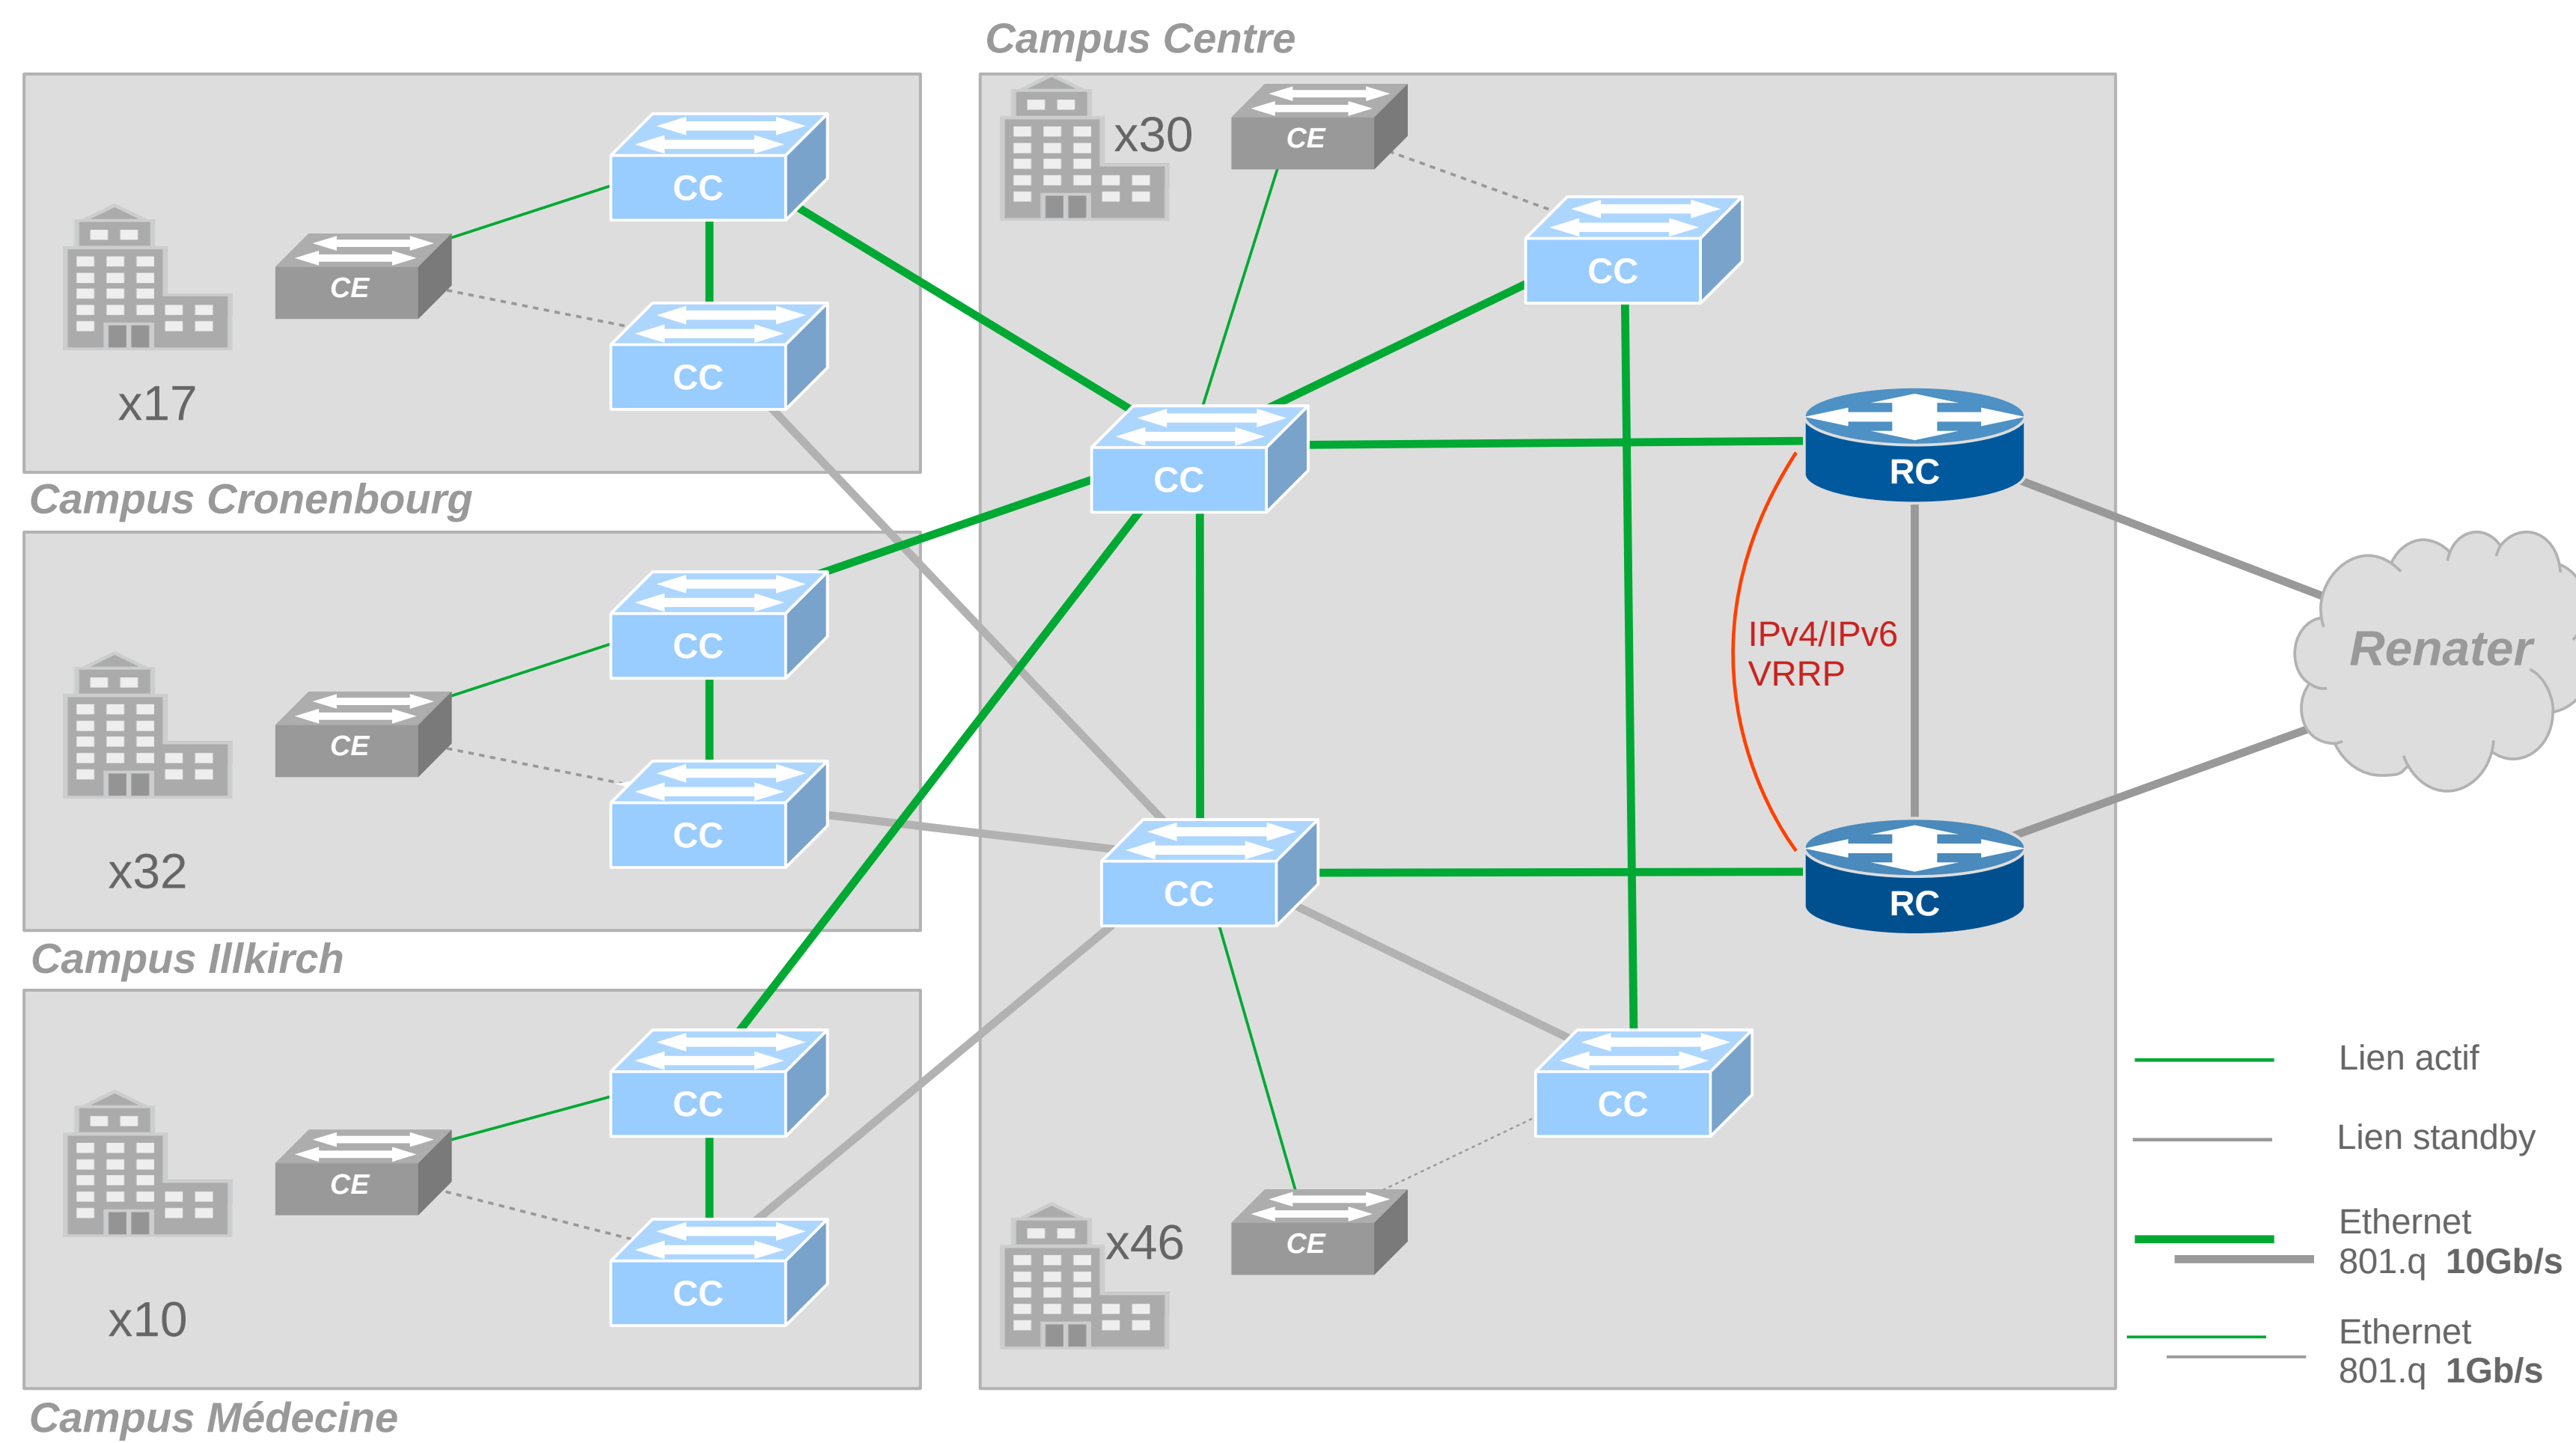 Campus Centre
x30
CE
CC
CC
CE
CC
x17
CC
RC
Campus Cronenbourg
CC
IPv4/IPv6
VRRP
Renater
CE
CC
x32
CC
RC
Campus Illkirch
CC
CC
CE
x46
CE
CC
x10
Campus Médecine
Lien actif
Lien standby
Ethernet
801.q 10Gb/s
Ethernet
801.q 1Gb/s